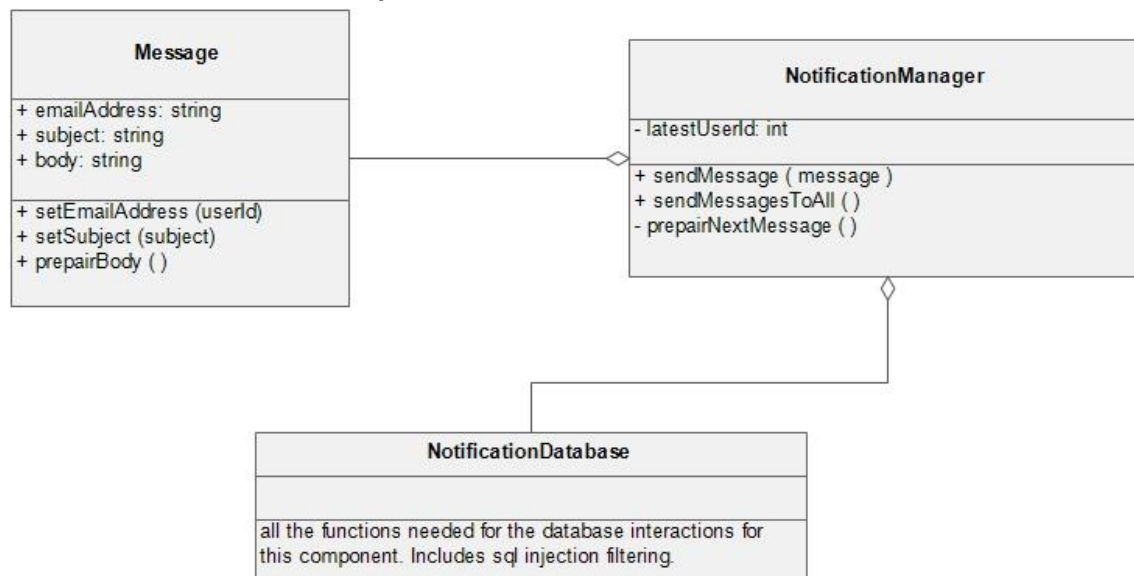 Message
+ emailAddress: string
+ subject: string
+ body: string
+ setEmailAddress (userId)
+ setSubject (subject)
+ prepairBody ( )
NotificationManager
- latestUserId: int
+ sendMessage ( message )
+ sendMessagesToAll ( )
- prepairNextMessage ( )
NotificationDatabase
all the functions needed for the database interactions for
this component. Includes sql injection filtering.